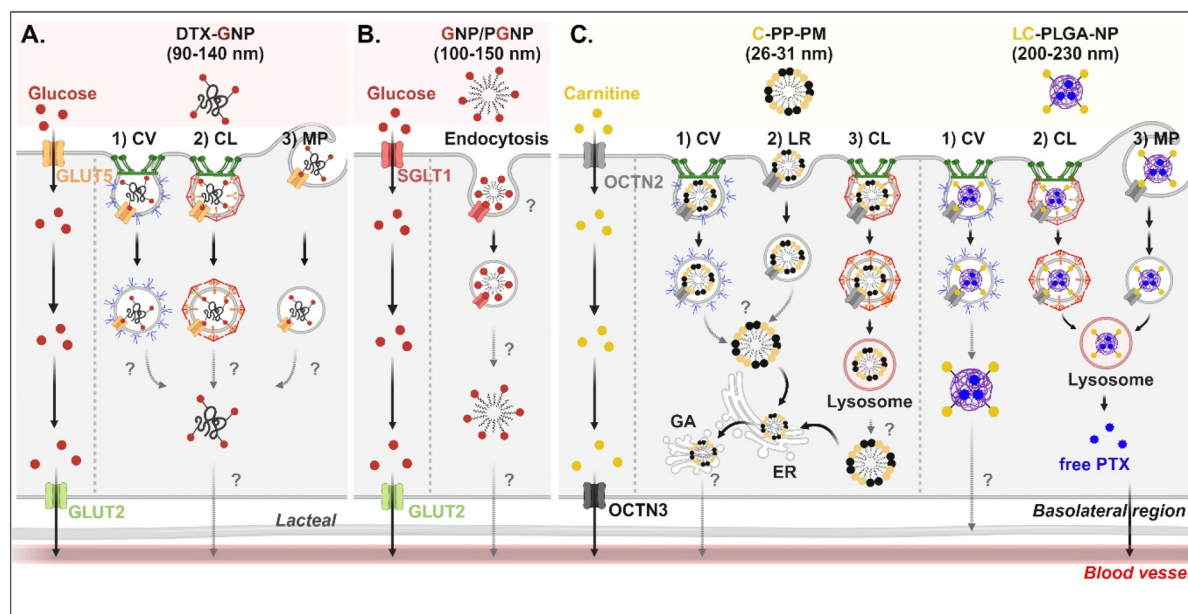 A.
DTX-GNP
(90-140 nm)
Glucose
1) CV
2) CL
3) MP
GLUT5
?
?
?
?
GLUT2
Lacteal
B.
GNP/PGNP
(100-150 nm)
Glucose
Endocytosis
SGLT1
?
?
?
GLUT2
C.
C-PP-PM
(26-31 nm)
LC-PLGA-NP
(200-230 nm)
Carnitine
1) CV
2) LR
3) CL
1) CV
2) CL
3) MP
OCTN2
?
Lysosome
Lysosome
GA
?
ER
free PTX
?
?
OCTN3
Basolateral region
Blood vessel